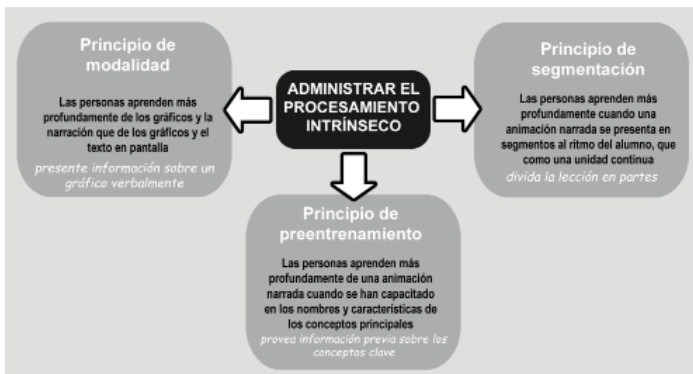 Principio de
modalidad
Las personas aprenden más
profundamente de los gráficos y la
narración que de los gráficos y el
texto en pantalla
presente información sobre un
gráfico verbalmente
ADMINISTRAR EL
PROCESAMIENTO
INTRÍNSECO
Principio de
segmentación
Las personas aprenden más
profundamente cuando una
animación narrada se presenta en
segmentos al ritmo del alumno, que
como una unidad continua
divida la lección en partes
Principio de
preentrenamiento
Las personas aprenden más
profundamente de una animación
narrada cuando se han capacitado
en los nombres y características de
los conceptos principales
provea información previa sobre los
conceptos clave